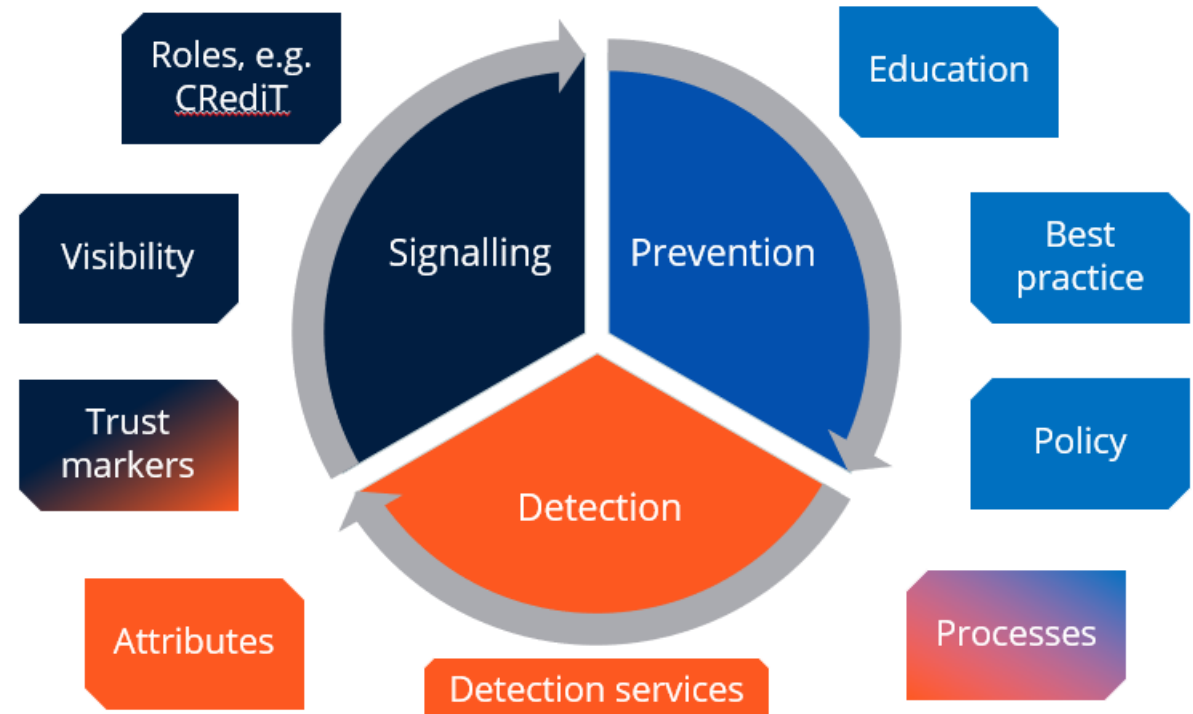 Roles, e.g.
CRediT
Education
Visibility
Signalling
Prevention
Best
practice
Trust
markers
Policy
Detection
Attributes
Processes
Detection services